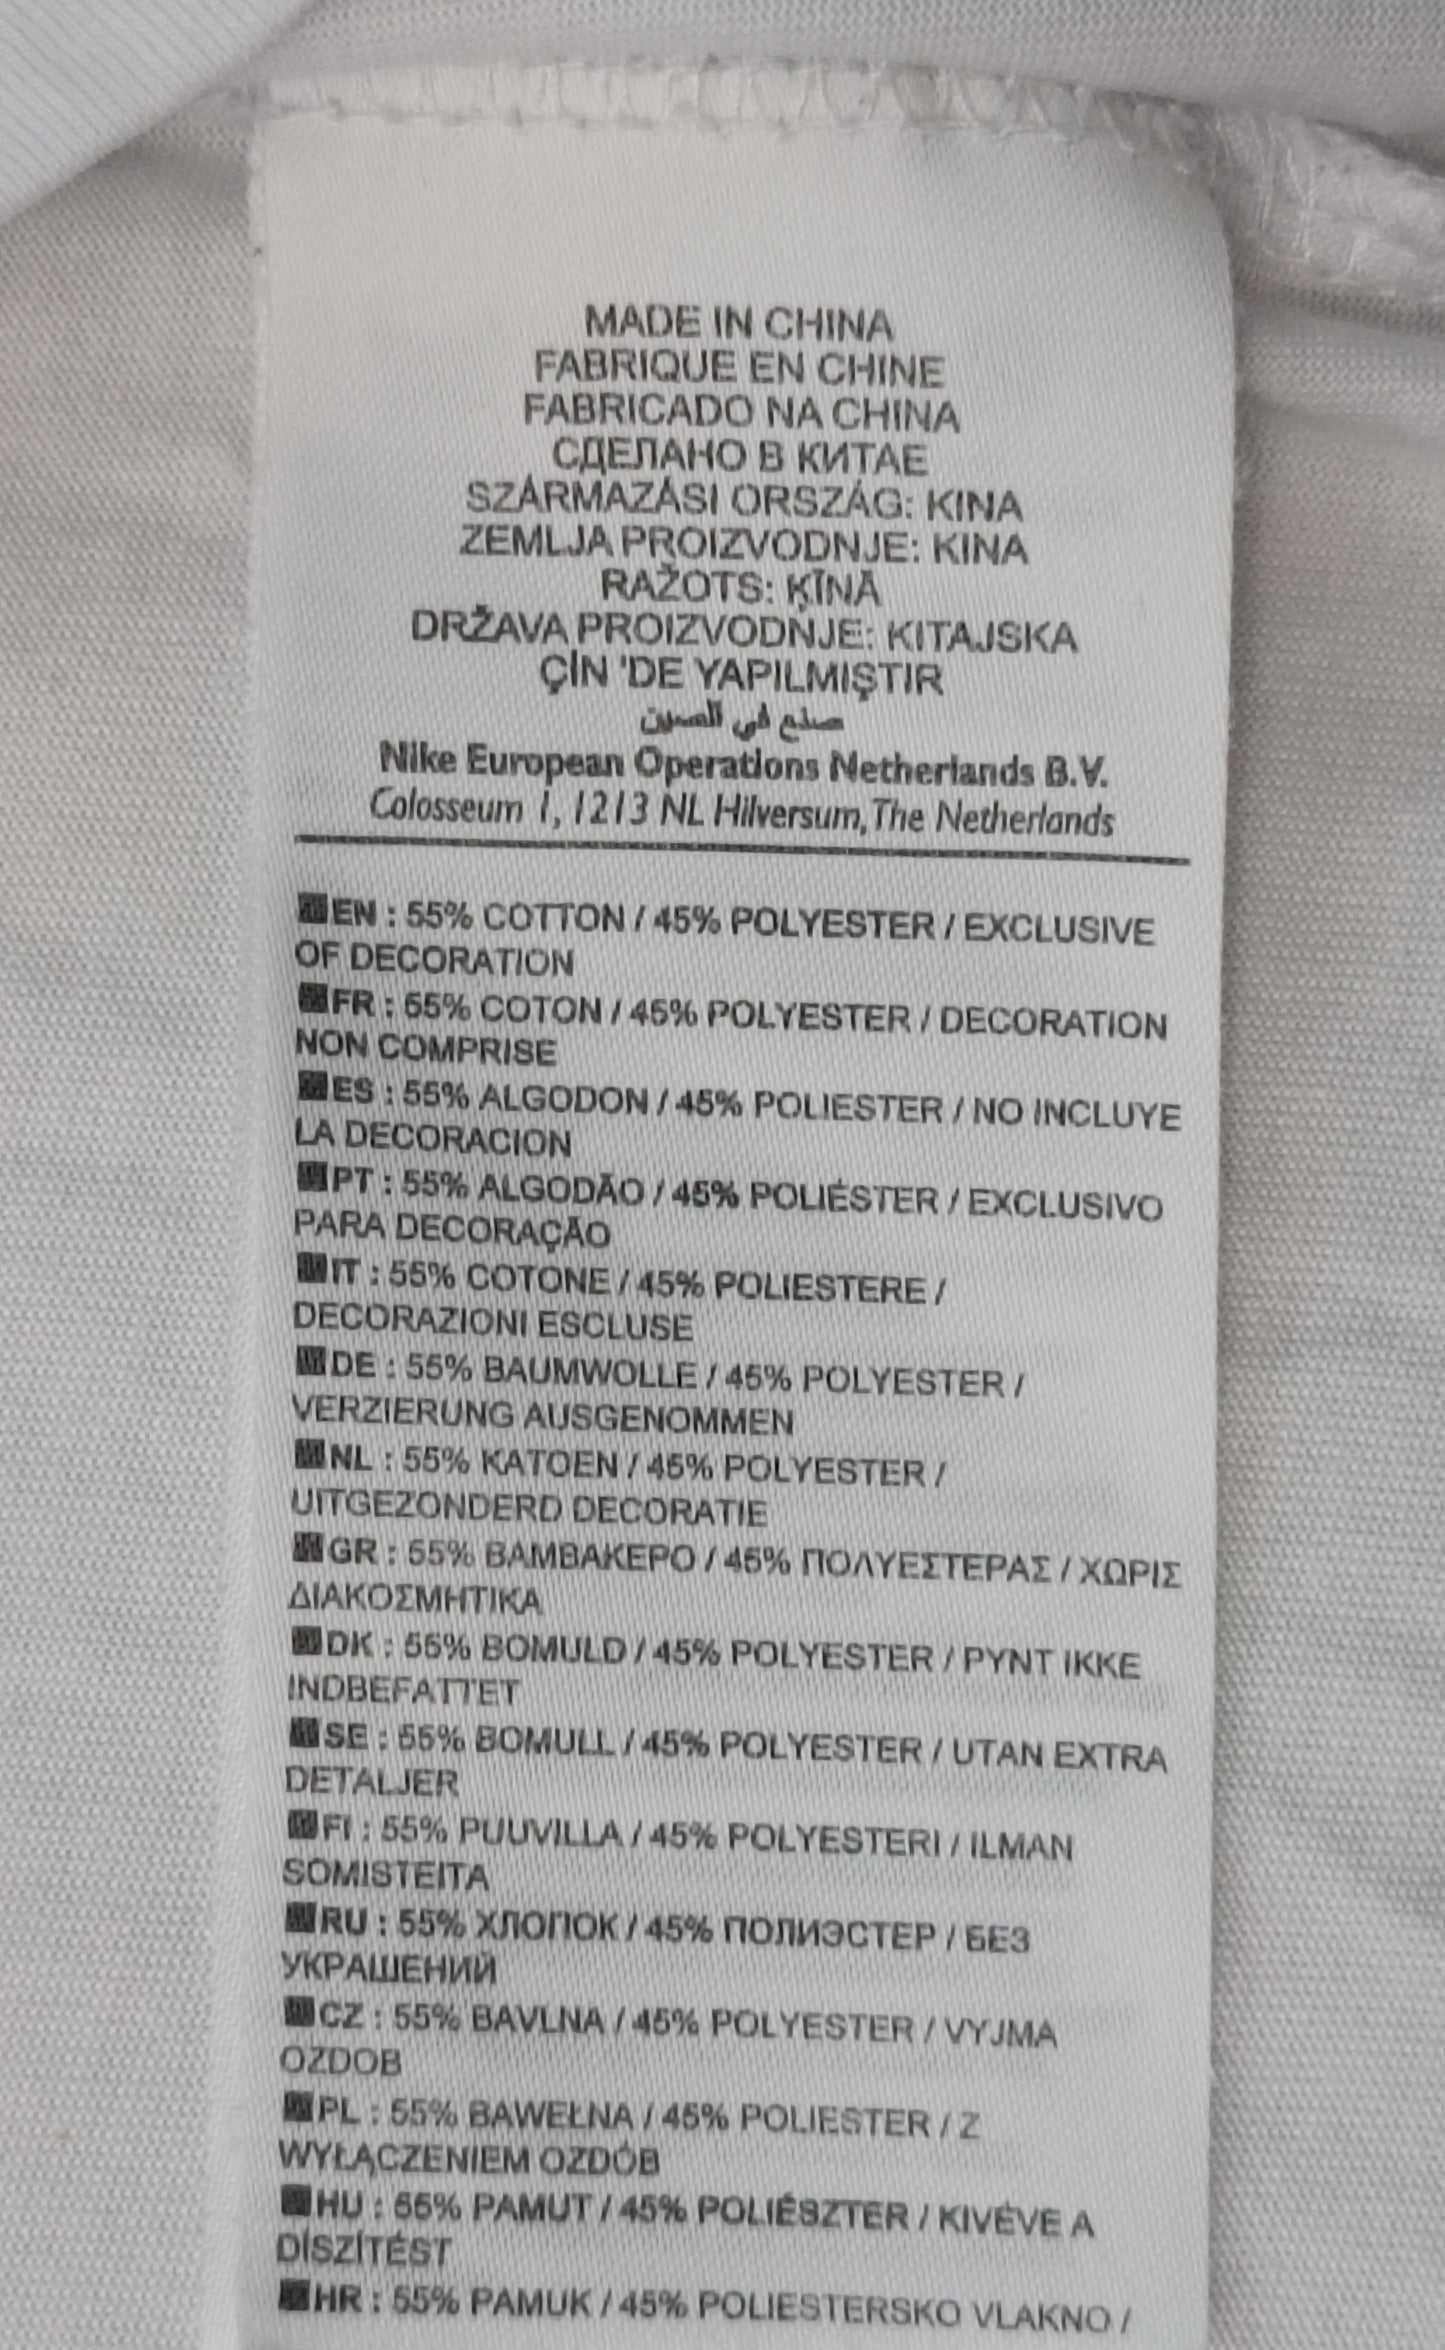 MADE IN CHINA
FABRIQUE EN CHINE
FABRICADO NA CHINA
СДЕЛАНО В КИТАЕ
SZÁRMAZÁSI ORSZÁG: KINA
ZEMLJA PROIZVODNJE: KINA
RAŽOTS: ĶĪNĀ
DRŽAVA PROIZVODNJE: KITAJSKA
ÇİN 'DE YAPILMIŞTIR
صنع في الصين
Nike European Operations Netherlands B.V.
Colosseum 1, 1213 NL Hilversum, The Netherlands
EN : 55% COTTON / 45% POLYESTER / EXCLUSIVE
OF DECORATION
FR : 55% COTON / 45% POLYESTER / DECORATION
NON COMPRISE
ES : 55% ALGODON / 45% POLIESTER / NO INCLUYE
LA DECORACION
PT : 55% ALGODÃO / 45% POLIÉSTER / EXCLUSIVO
PARA DECORAÇÃO
IT : 55% COTONE / 45% POLIESTERE /
DECORAZIONI ESCLUSE
DE : 55% BAUMWOLLE / 45% POLYESTER /
VERZIERUNG AUSGENOMMEN
NL : 55% KATOEN / 45% POLYESTER /
UITGEZONDERD DECORATIE
GR : 55% ΒΑΜΒΑΚΕΡΟ / 45% ΠΟΛΥΕΣΤΕΡΑΣ / ΧΩΡΙΣ
ΔΙΑΚΟΣΜΗΤΙΚΑ
DK : 55% BOMULD / 45% POLYESTER / PYNT IKKE
INDBEFATTET
SE : 55% BOMULL / 45% POLYESTER / UTAN EXTRA
DETALJER
FI : 55% PUUVILLA / 45% POLYESTERI / ILMAN
SOMISTEITA
RU : 55% ХЛОПОК / 45% ПОЛИЭСТЕР / БЕЗ
УКРАШЕНИЙ
CZ : 55% BAVLNA / 45% POLYESTER / VYJMA
OZDOB
PL : 55% BAWEŁNA / 45% POLIESTER / Z
WYŁĄCZENIEM OZDÓB
HU : 55% PAMUT / 45% POLIÉSZTER / KIVÉVE A
DÍSZÍTÉST
HR : 55% PAMUK / 45% POLIESTERSKO VLAKNO /